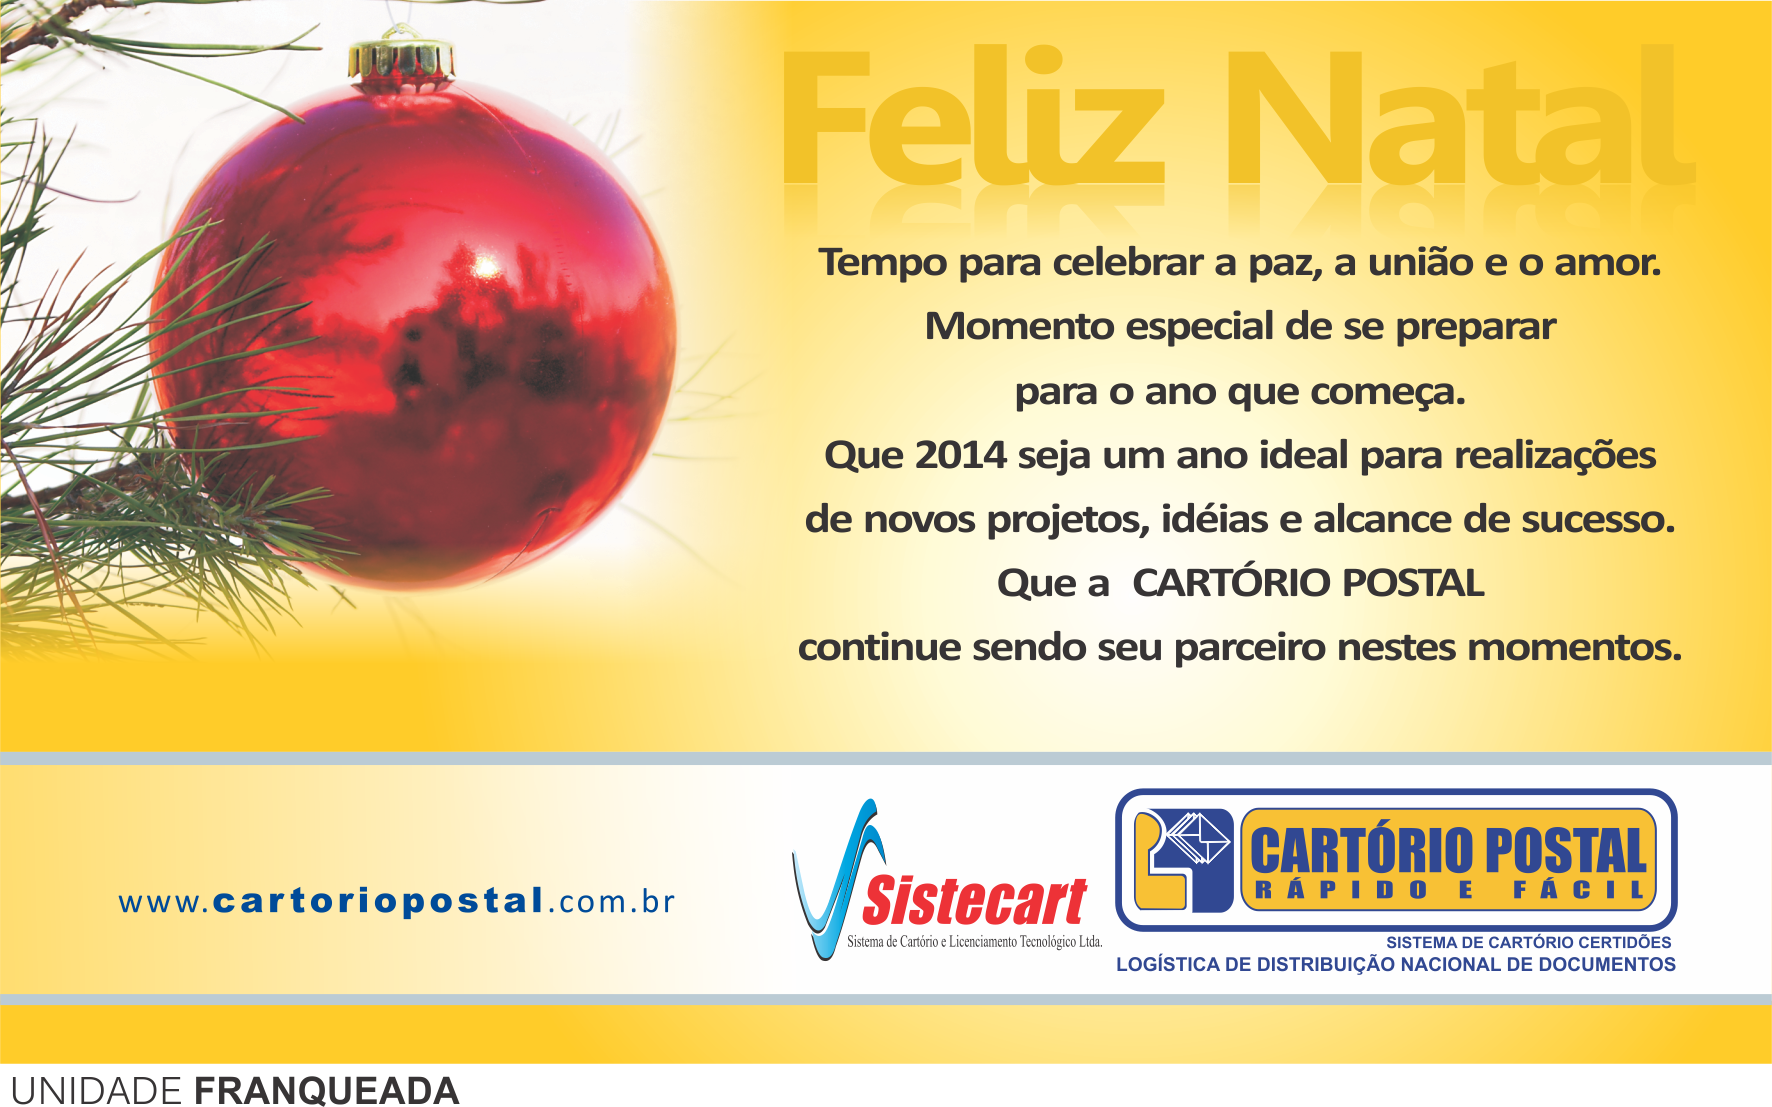 Feliz Natal
Tempo para celebrar a paz, a união e o amor.
Momento especial de se preparar
para o ano que começa.
Que 2014 seja um ano ideal para realizações
de novos projetos, idéias e alcance de sucesso.
Que a CARTÓRIO POSTAL
continue sendo seu parceiro nestes momentos.
www.cartoriopostal.com.br
Sistecart
Sistema de Cartório e Licenciamento Tecnológico Ltda.
CARTÓRIO POSTAL
RÁPIDO E FÁCIL
SISTEMA DE CARTÓRIO CERTIDÕES
LOGÍSTICA DE DISTRIBUIÇÃO NACIONAL DE DOCUMENTOS
UNIDADE FRANQUEADA